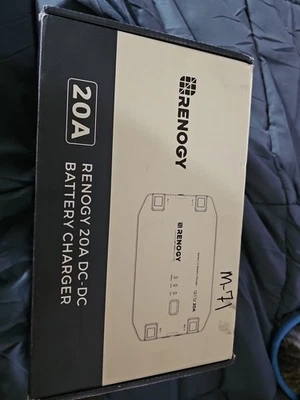 RENOGY
20A
RENOGY 20A DC-DC
BATTERY CHARGER
RENOGY
M-71